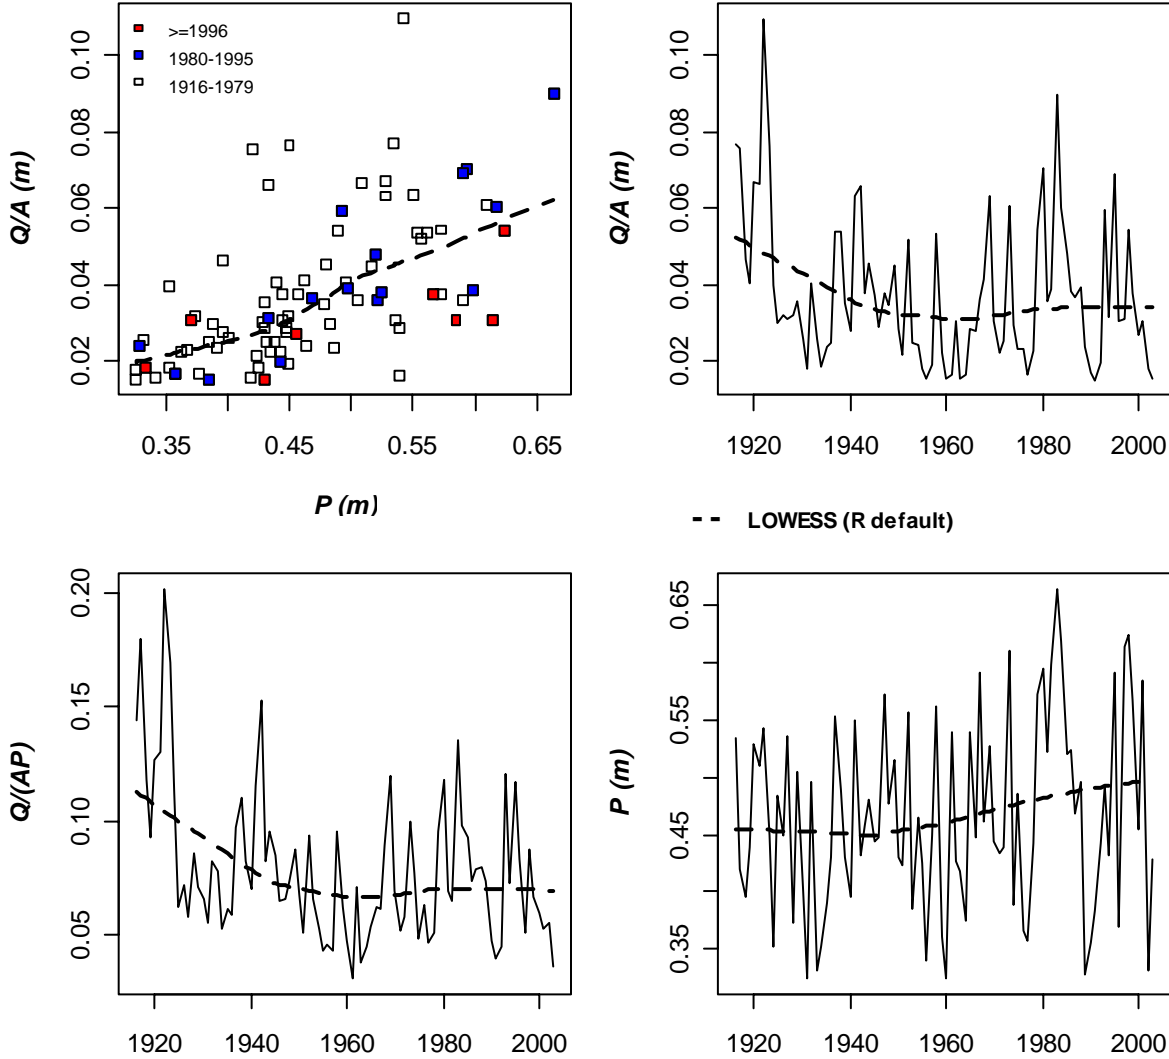 >=1996
1980-1995
1916-1979
Q/A (m)
0.02 0.04 0.06 0.08 0.10
0.35 0.45 0.55 0.65
P (m)
Q/A (m)
0.02 0.04 0.06 0.08 0.10
1920 1940 1960 1980 2000
LOWESS (R default)
Q/(AP)
0.05 0.10 0.15 0.20
1920 1940 1960 1980 2000
P (m)
0.35 0.45 0.55 0.65
1920 1940 1960 1980 2000